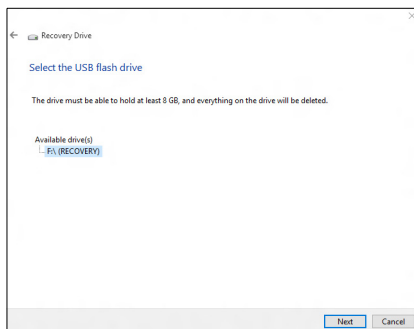 Recovery Drive
Select the USB flash drive
The drive must be able to hold at least 8 GB, and everything on the drive will be deleted.
Available drive(s)
F:\ (RECOVERY)
Next Cancel